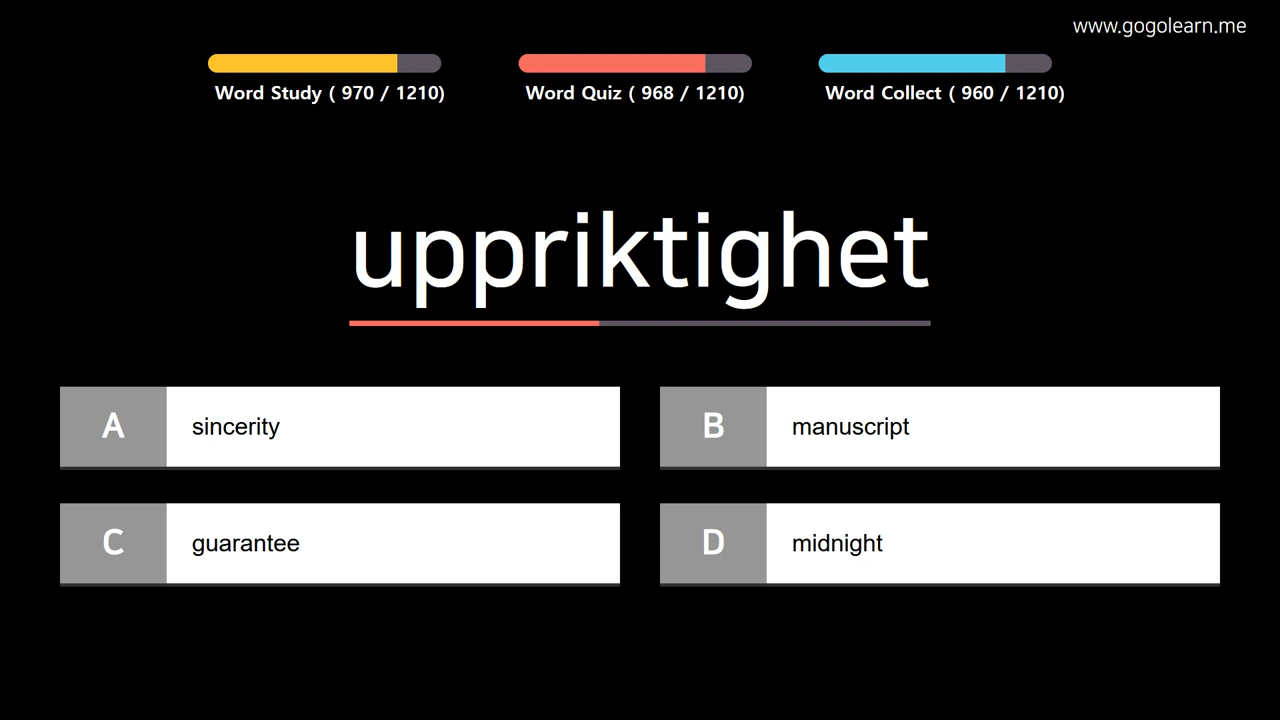 www.gogolearn.me
Word Study ( 970 / 1210)
Word Quiz ( 968 / 1210)
Word Collect ( 960 / 1210)
uppriktighet
A sincerity
B manuscript
C guarantee
D midnight